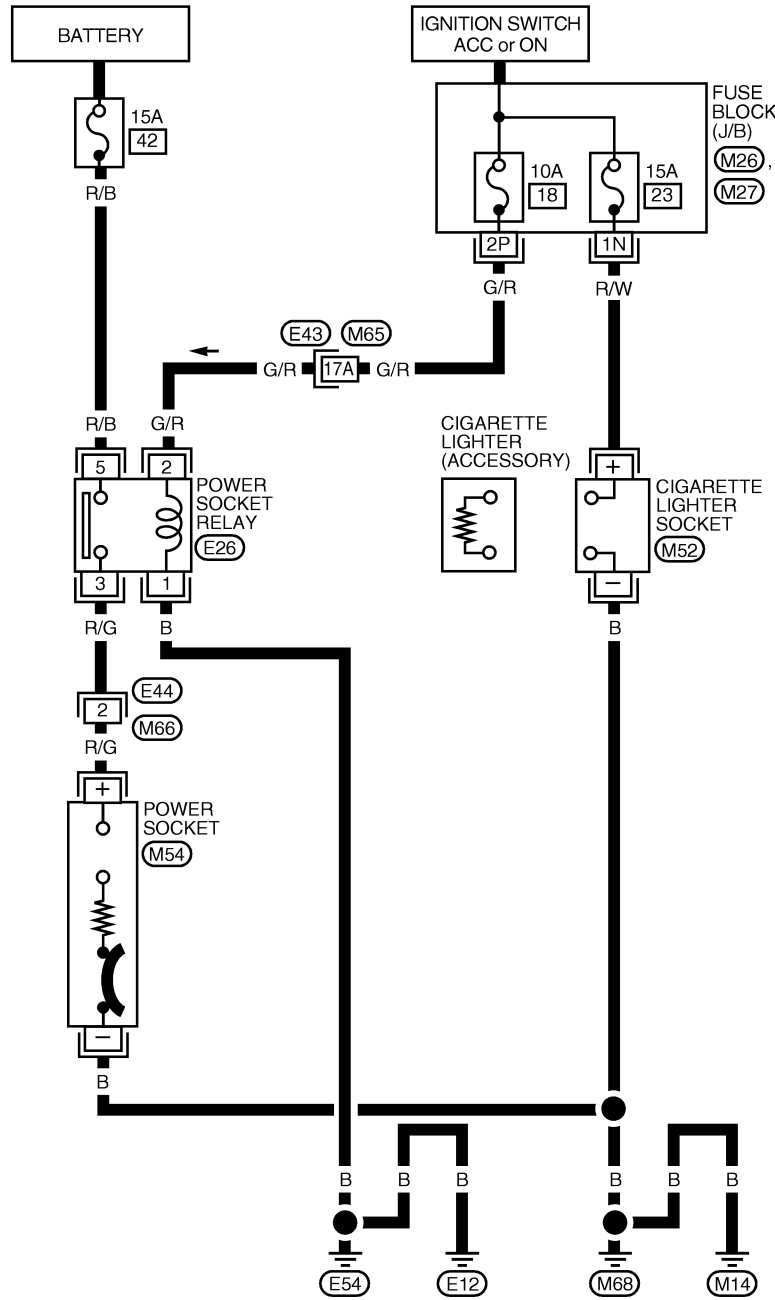 BATTERY
IGNITION SWITCH
ACC or ON
15A
42
R/B
FUSE
BLOCK
(J/B)
M26 ,
M27
10A
18
15A
23
2P
1N
G/R
R/W
E43 M65
G/R 17A G/R
R/B
G/R
5
2
POWER
SOCKET
RELAY
E26
3
1
CIGARETTE
LIGHTER
(ACCESSORY)
+
CIGARETTE
LIGHTER
SOCKET
M52
−
R/G
B
B
2
E44
M66
R/G
+
POWER
SOCKET
M54
−
B
B B B B B B
E54 E12 M68 M14